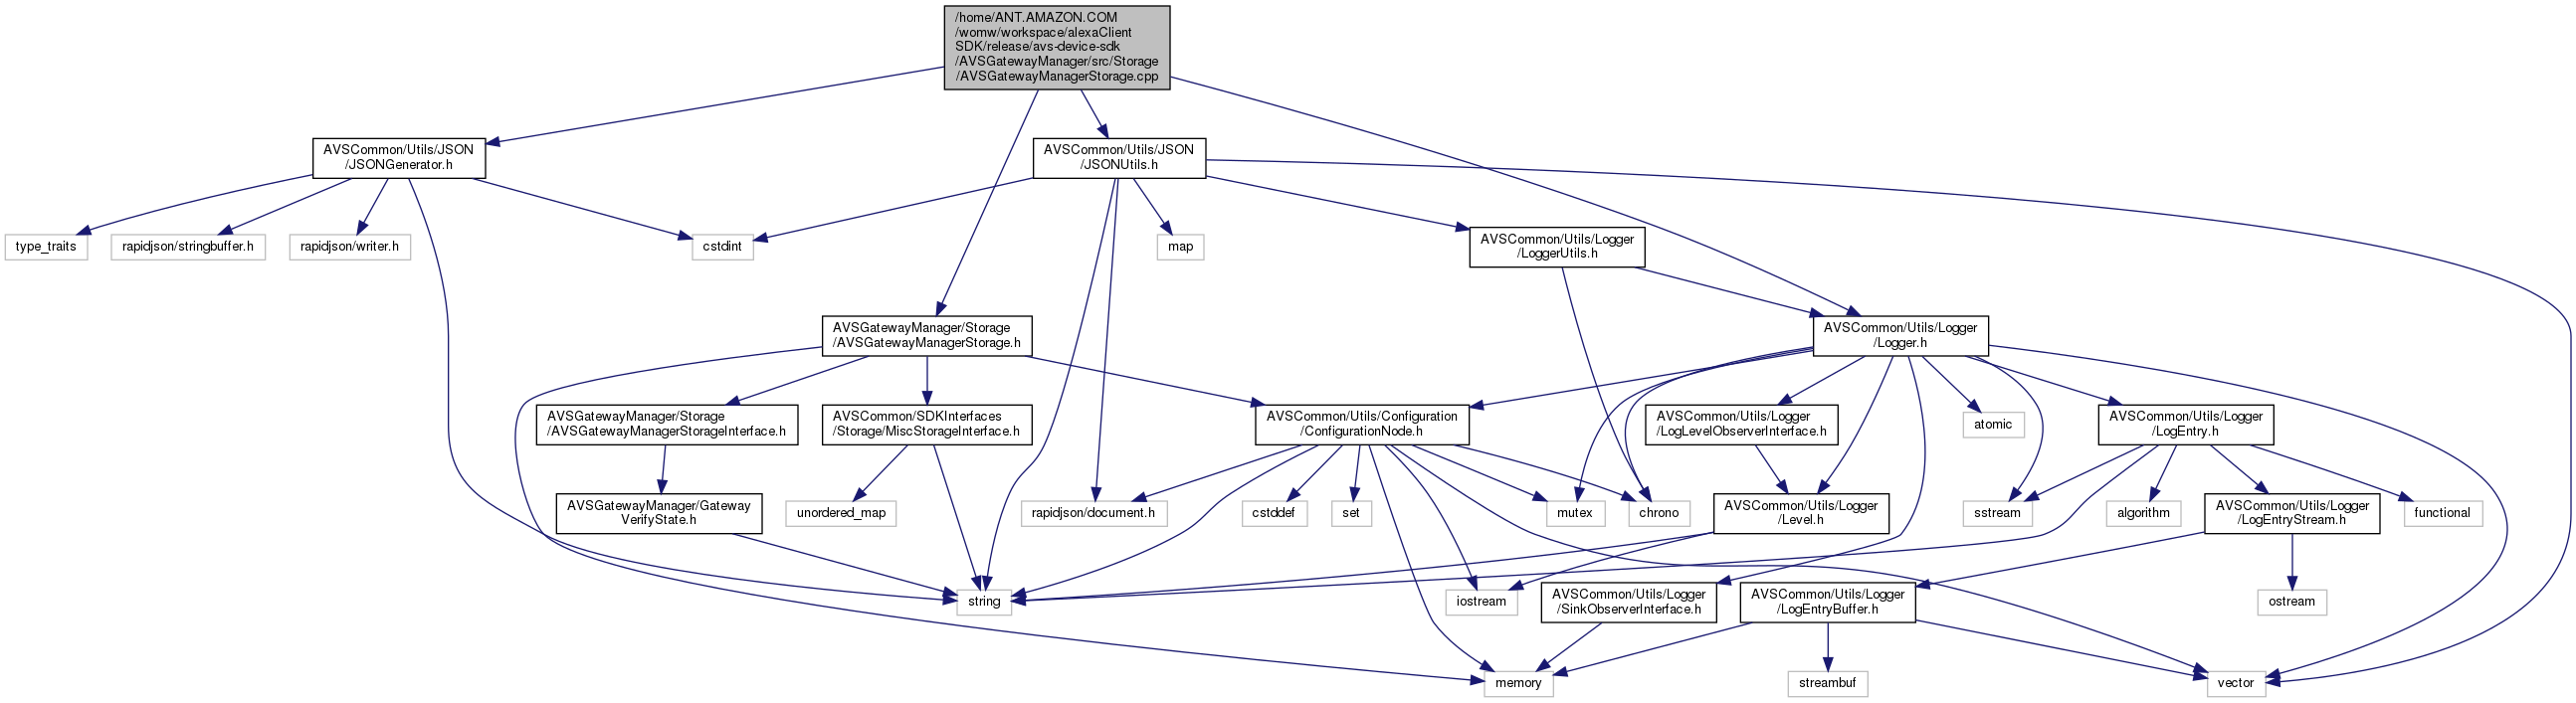 /home/ANT.AMAZON.COM
/womw/workspace/alexaClient
SDK/release/avs-device-sdk
/AVSGatewayManager/src/Storage
/AVSGatewayManagerStorage.cpp
AVSCommon/Utils/JSON
/JSONGenerator.h
AVSCommon/Utils/JSON
/JSONUtils.h
type_traits
rapidjson/stringbuffer.h
rapidjson/writer.h
cstdint
map
AVSCommon/Utils/Logger
/LoggerUtils.h
AVSGatewayManager/Storage
/AVSGatewayManagerStorage.h
AVSCommon/Utils/Logger
/Logger.h
AVSGatewayManager/Storage
/AVSGatewayManagerStorageInterface.h
AVSCommon/SDKInterfaces
/Storage/MiscStorageInterface.h
AVSCommon/Utils/Configuration
/ConfigurationNode.h
AVSCommon/Utils/Logger
/LogLevelObserverInterface.h
atomic
AVSCommon/Utils/Logger
/LogEntry.h
AVSGatewayManager/Gateway
VerifyState.h
unordered_map
rapidjson/document.h
cstddef
set
mutex
chrono
AVSCommon/Utils/Logger
/Level.h
sstream
algorithm
AVSCommon/Utils/Logger
/LogEntryStream.h
functional
string
iostream
AVSCommon/Utils/Logger
/SinkObserverInterface.h
AVSCommon/Utils/Logger
/LogEntryBuffer.h
ostream
memory
streambuf
vector